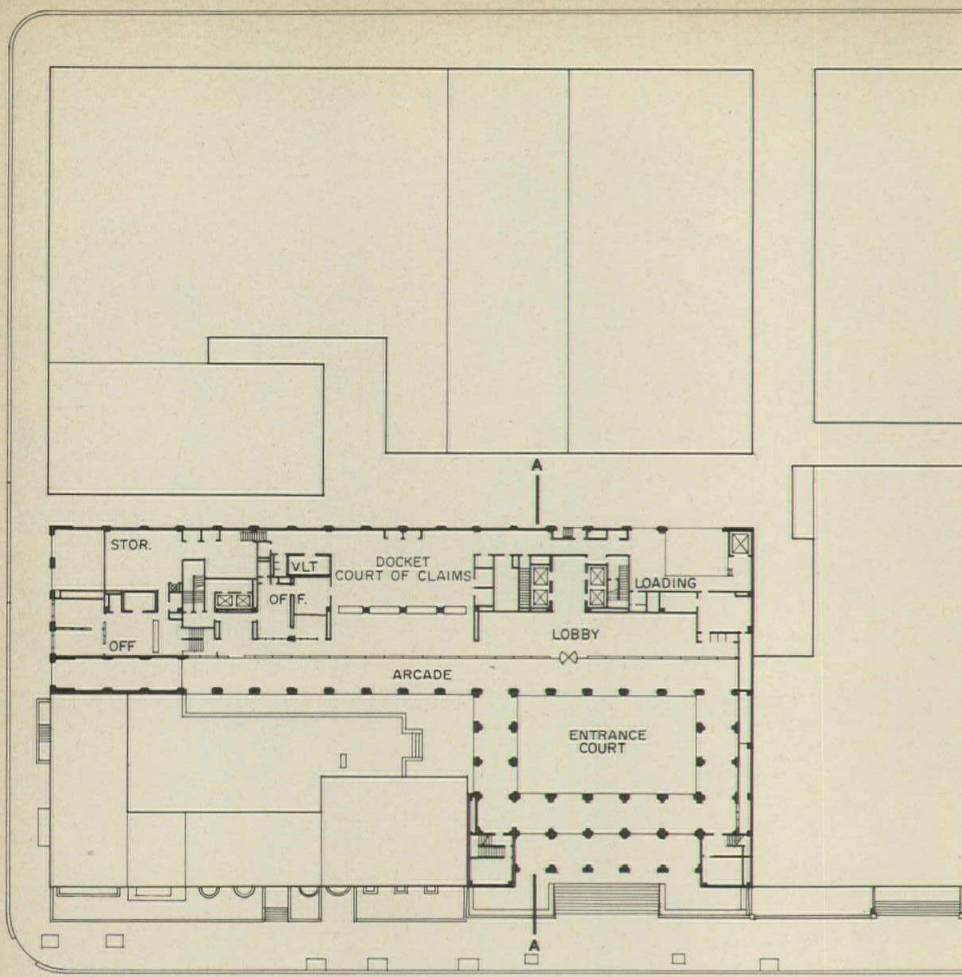 A
STOR.
VLT
DOCKET
COURT OF CLAIMS
OFF.
LOADING
OFF
LOBBY
ARCADE
ENTRANCE
COURT
A